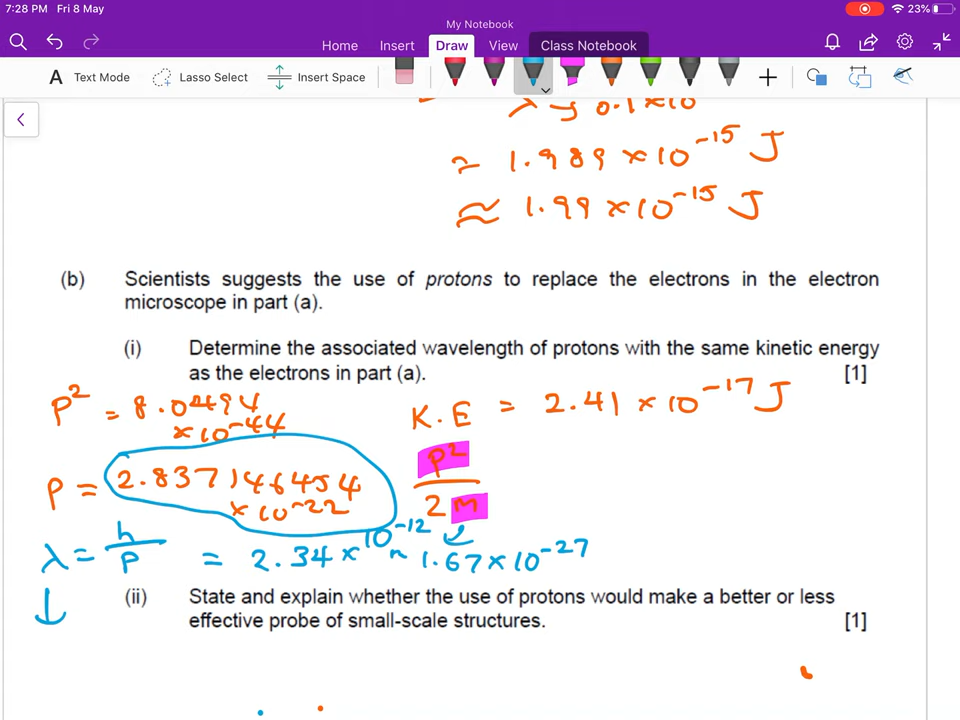 7:28 PM Fri 8 May
23%
My Notebook
Home Insert Draw View Class Notebook
A Text Mode Lasso Select Insert Space
λ → 0.1×10
≈ 1.989 ×10⁻¹⁵ J
≈ 1.99 ×10⁻¹⁵ J
(b) Scientists suggests the use of protons to replace the electrons in the electron
microscope in part (a).
(i) Determine the associated wavelength of protons with the same kinetic energy
as the electrons in part (a). [1]
P² = 8.0494
×10⁻⁴⁴
K.E = 2.41 ×10⁻¹⁷ J
P²
2m
P = 2.837146454
×10⁻²²
λ = h/P = 2.34 × 10⁻¹²
~ 1.67×10⁻²⁷
(ii) State and explain whether the use of protons would make a better or less
effective probe of small-scale structures. [1]